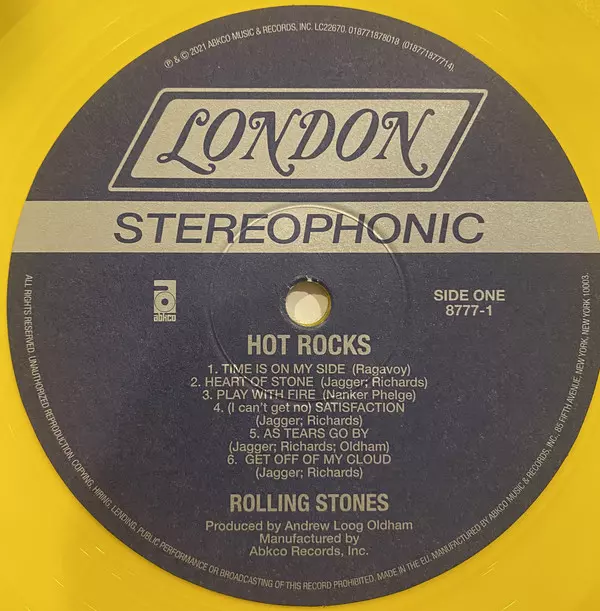 ℗ & © 2021 ABKCO MUSIC & RECORDS, INC. LC22670. 018771878018 (018771877714).
LONDON
STEREOPHONIC
abkco
SIDE ONE
8777-1
HOT ROCKS
1. TIME IS ON MY SIDE (Ragavoy)
2. HEART OF STONE (Jagger; Richards)
3. PLAY WITH FIRE (Nanker Phelge)
4. (I can't get no) SATISFACTION
(Jagger; Richards)
5. AS TEARS GO BY
(Jagger; Richards; Oldham)
6. GET OFF OF MY CLOUD
(Jagger; Richards)
ROLLING STONES
Produced by Andrew Loog Oldham
Manufactured by
Abkco Records, Inc.
ALL RIGHTS RESERVED. UNAUTHORIZED REPRODUCTION, COPYING, HIRING, LENDING, PUBLIC PERFORMANCE OR BROADCASTING OF THIS RECORD PROHIBITED. MADE IN THE EU. MANUFACTURED BY ABKCO MUSIC & RECORDS, INC. 85 FIFTH AVENUE, NEW YORK, NEW YORK 10003.